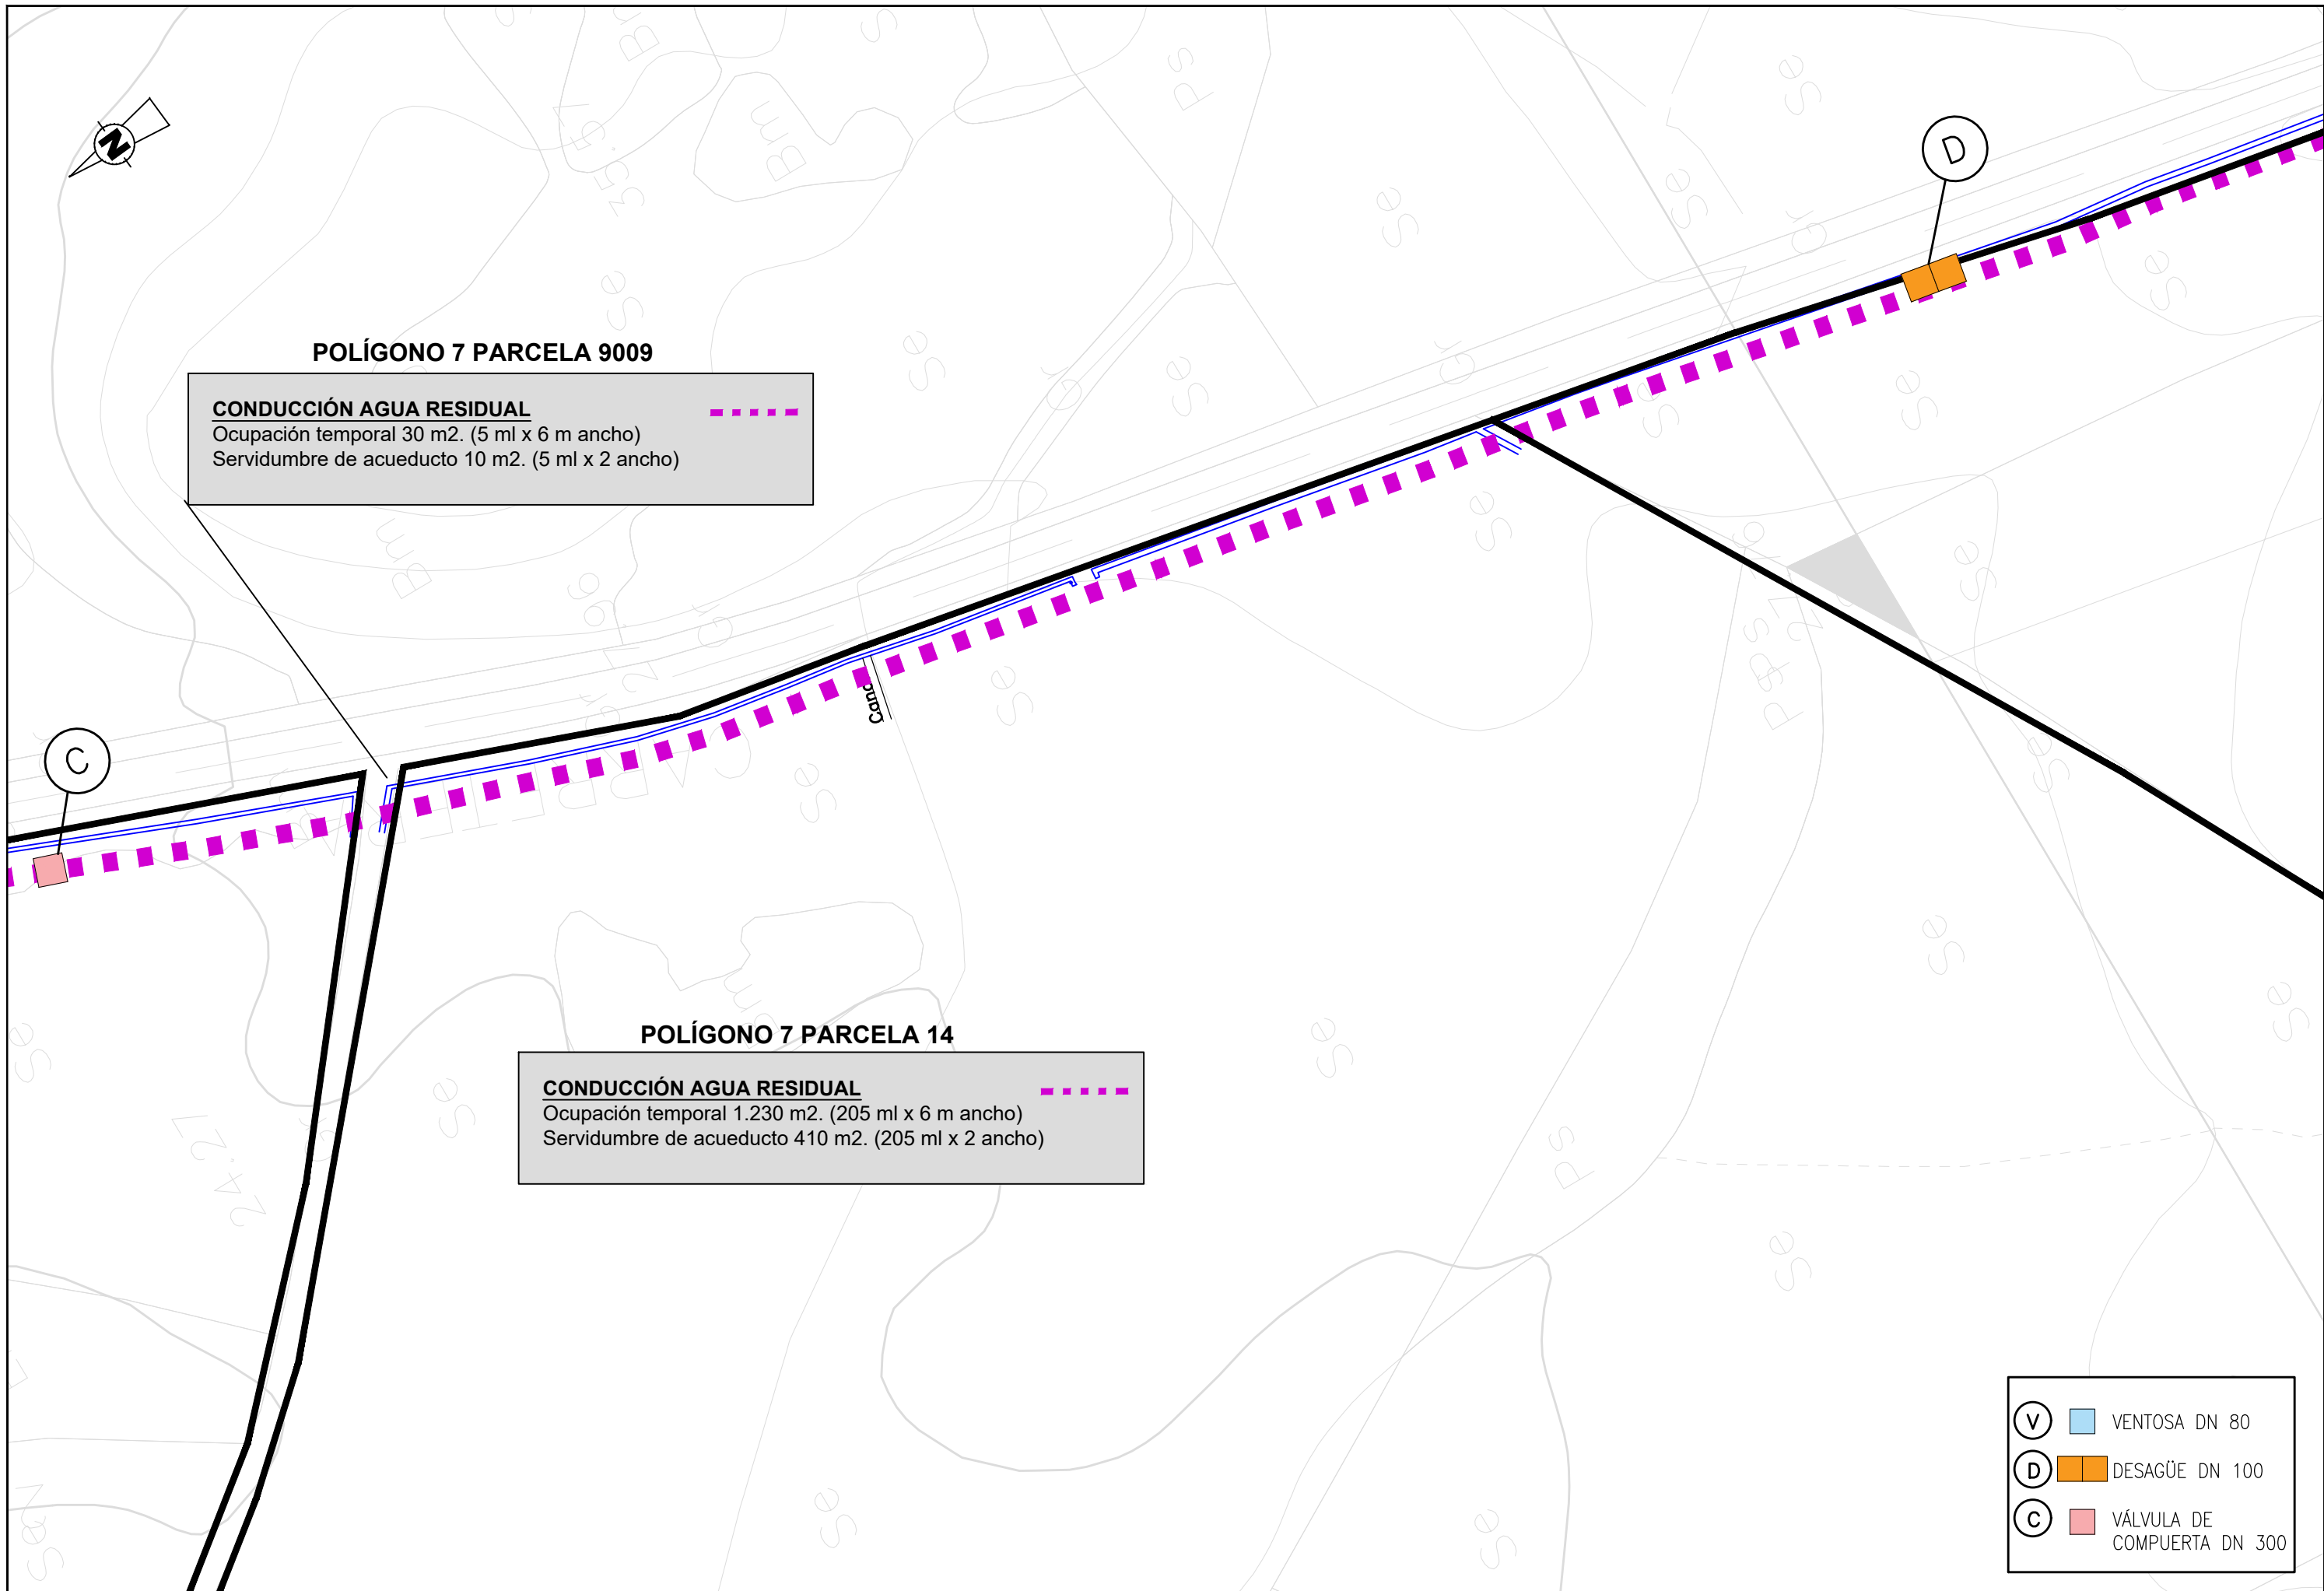 N
D
POLÍGONO 7 PARCELA 9009
CONDUCCIÓN AGUA RESIDUAL
Ocupación temporal 30 m2. (5 ml x 6 m ancho)
Servidumbre de acueducto 10 m2. (5 ml x 2 ancho)
Caño
C
POLÍGONO 7 PARCELA 14
CONDUCCIÓN AGUA RESIDUAL
Ocupación temporal 1.230 m2. (205 ml x 6 m ancho)
Servidumbre de acueducto 410 m2. (205 ml x 2 ancho)
V VENTOSA DN 80
D DESAGÜE DN 100
C VÁLVULA DE
COMPUERTA DN 300